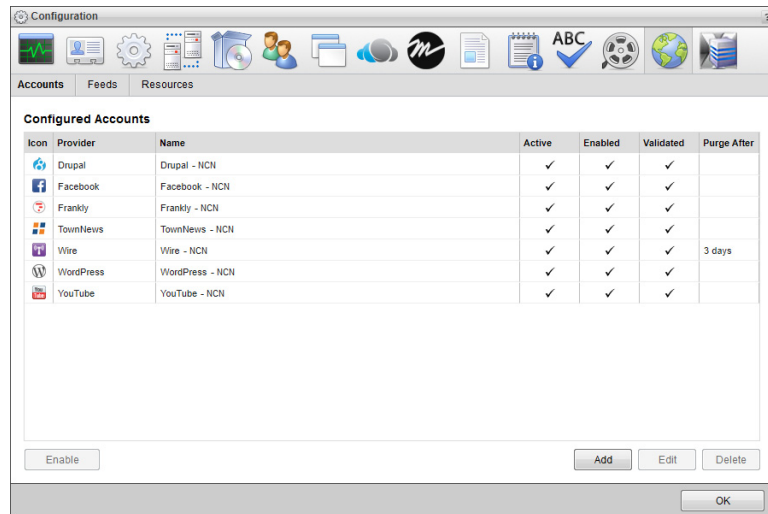 Configuration
ABC
Accounts Feeds Resources
Configured Accounts
Icon Provider Name Active Enabled Validated Purge After
Drupal Drupal - NCN ✓ ✓ ✓
Facebook Facebook - NCN ✓ ✓ ✓
Frankly Frankly - NCN ✓ ✓ ✓
TownNews TownNews - NCN ✓ ✓ ✓
Wire Wire - NCN ✓ ✓ ✓ 3 days
WordPress WordPress - NCN ✓ ✓ ✓
You Tube YouTube YouTube - NCN ✓ ✓ ✓
Enable Add Edit Delete
OK